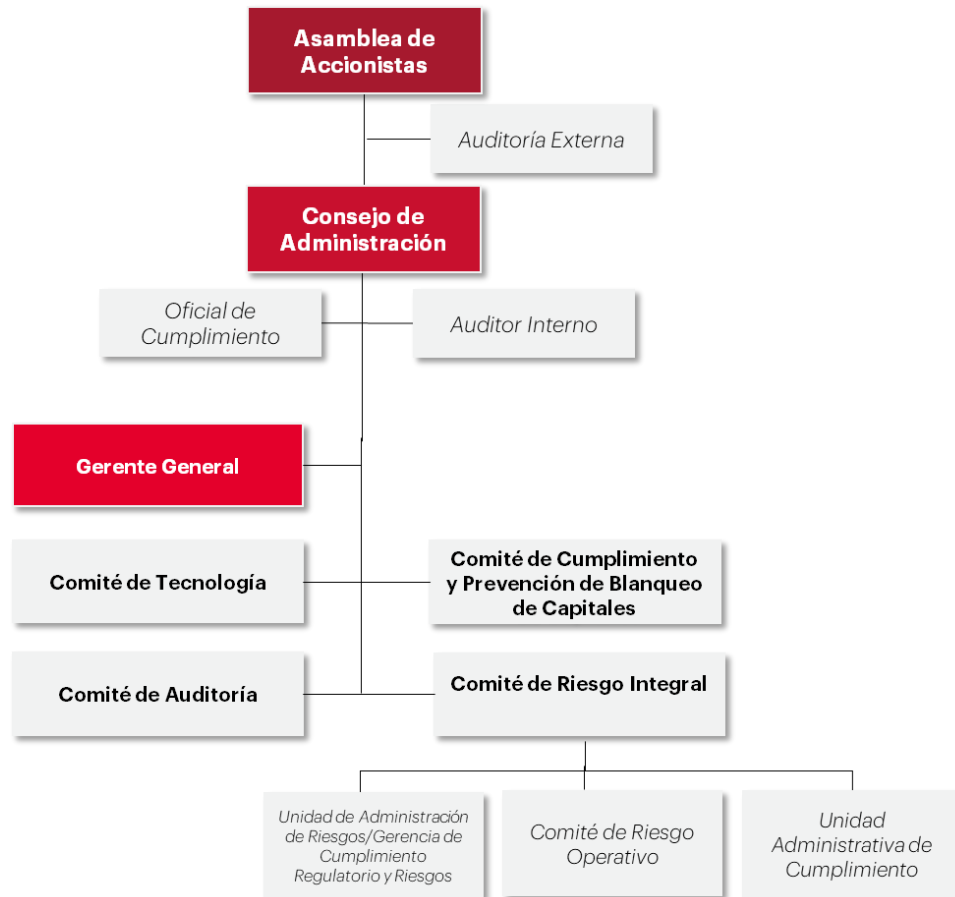 Asamblea de
Accionistas
Auditoría Externa
Consejo de
Administración
Oficial de
Cumplimiento
Auditor Interno
Gerente General
Comité de Tecnología
Comité de Cumplimiento
y Prevención de Blanqueo
de Capitales
Comité de Auditoría
Comité de Riesgo Integral
Unidad de Administración
de Riesgos/Gerencia de
Cumplimiento
Regulatorio y Riesgos
Comité de Riesgo
Operativo
Unidad
Administrativa de
Cumplimiento